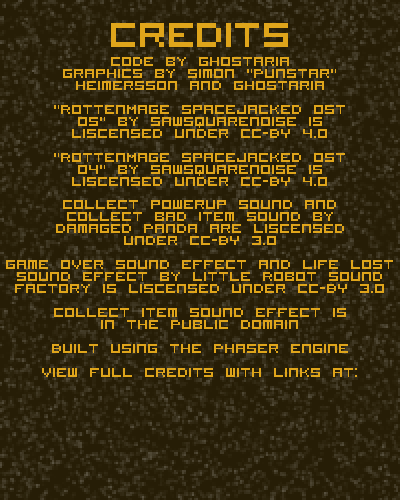 CREDITS
CODE BY GHOSTARIA
GRAPHICS BY SIMON "PUNSTAR"
HEIMERSSON AND GHOSTARIA
"ROTTENMAGE SPACEJACKED OST
05" BY SAWSQUARENOISE IS
LISCENSED UNDER CC-BY 4.0
"ROTTENMAGE SPACEJACKED OST
04" BY SAWSQUARENOISE IS
LISCENSED UNDER CC-BY 4.0
COLLECT POWERUP SOUND AND
COLLECT BAD ITEM SOUND BY
DAMAGED PANDA ARE LISCENSED
UNDER CC-BY 3.0
GAME OVER SOUND EFFECT AND LIFE LOST
SOUND EFFECT BY LITTLE ROBOT SOUND
FACTORY IS LISCENSED UNDER CC-BY 3.0
COLLECT ITEM SOUND EFFECT IS
IN THE PUBLIC DOMAIN
BUILT USING THE PHASER ENGINE
VIEW FULL CREDITS WITH LINKS AT: